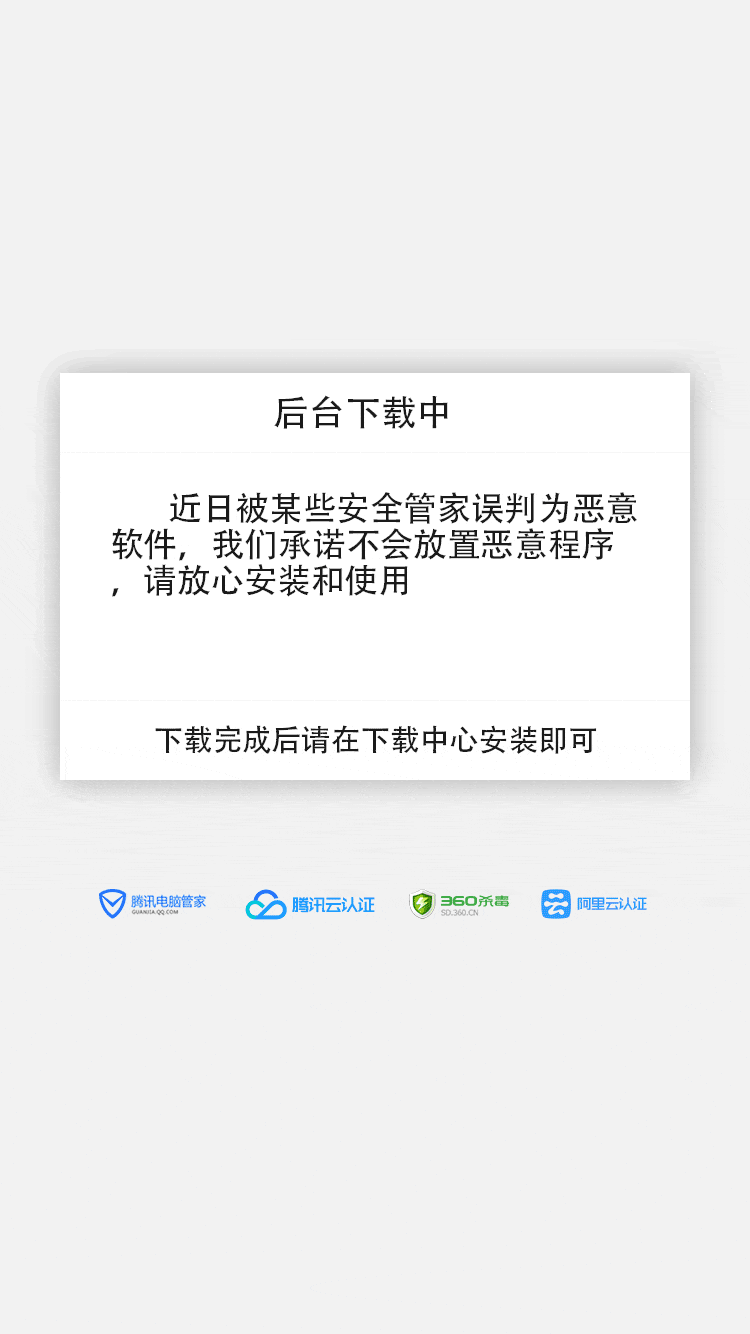 后台下载中
近日被某些安全管家误判为恶意
软件，我们承诺不会放置恶意程序
，请放心安装和使用
下载完成后请在下载中心安装即可
腾讯电脑管家
GUANJIA.QQ.COM
腾讯云认证
360杀毒
SD.360.CN
阿里云认证